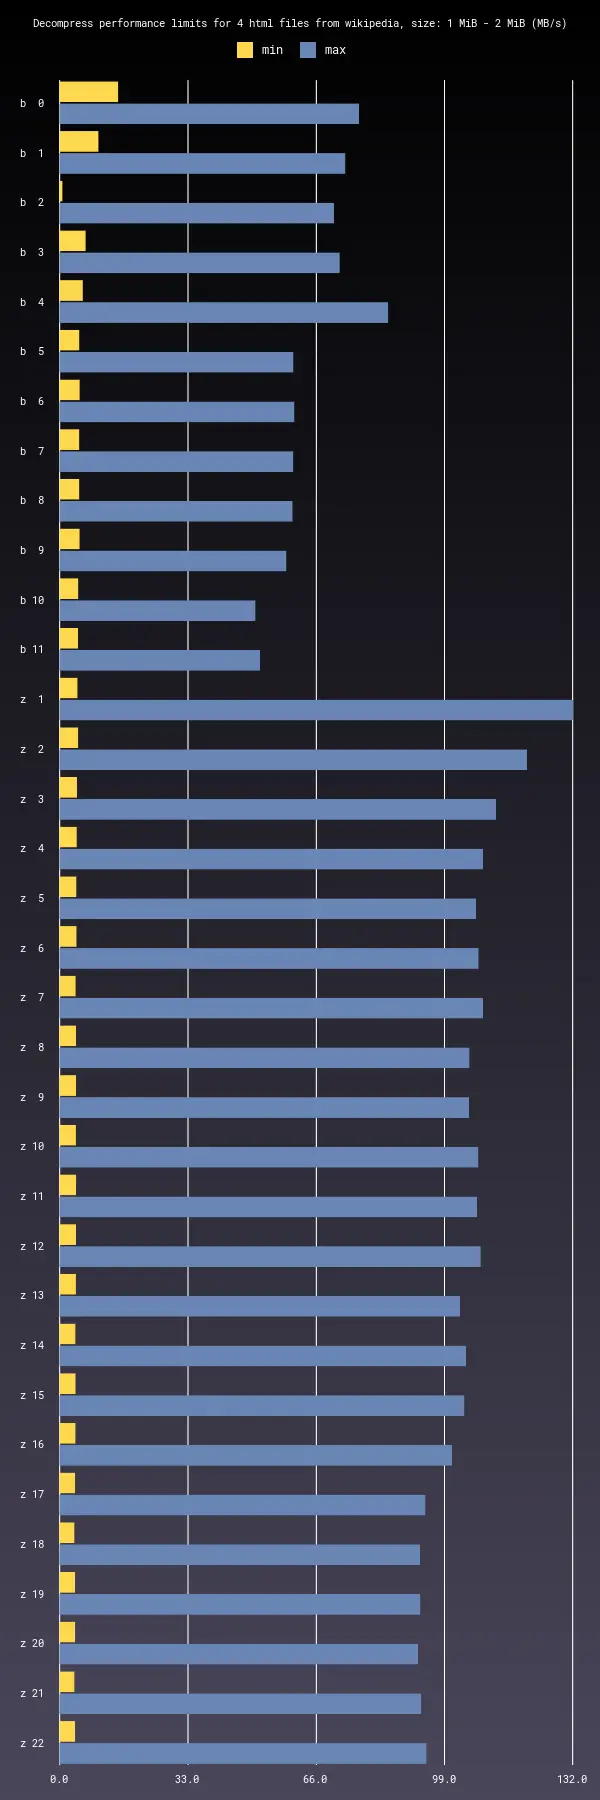 Decompress performance limits for 4 html files from wikipedia, size: 1 MiB - 2 MiB (MB/s)
min max
b 0
b 1
b 2
b 3
b 4
b 5
b 6
b 7
b 8
b 9
b 10
b 11
z 1
z 2
z 3
z 4
z 5
z 6
z 7
z 8
z 9
z 10
z 11
z 12
z 13
z 14
z 15
z 16
z 17
z 18
z 19
z 20
z 21
z 22
0.0 33.0 66.0 99.0 132.0